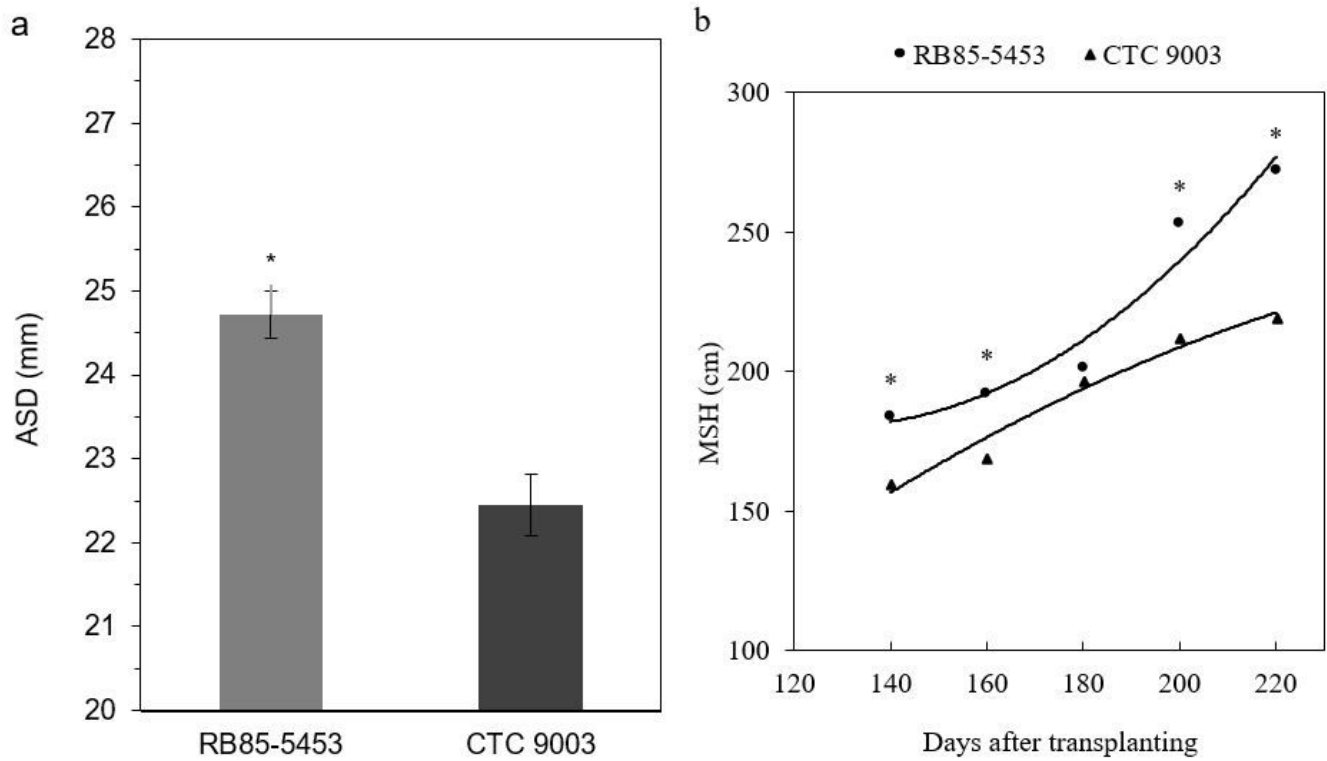 a
28
27
26
25
24
23
22
21
20
ASD (mm)
*
RB85-5453
CTC 9003
b
RB85-5453 CTC 9003
300
250
200
150
100
MSH (cm)
* * * *
120 140 160 180 200 220
Days after transplanting